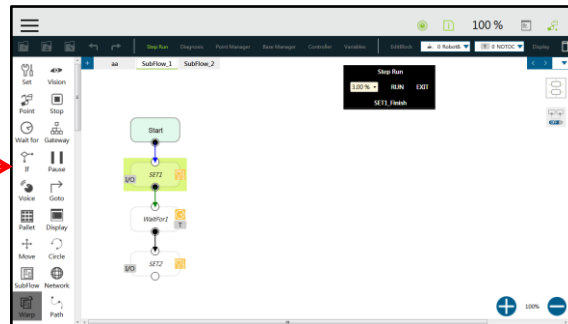 100 %
Step Run Diagnosis Point Manager Base Manager Controller Variables EditBlock 0 RobotB 0 NOTOC Display
+ aa SubFlow_1 SubFlow_2
Set Vision
Point Stop
Wait for Gateway
If Pause
Voice Goto
Pallet Display
Move Circle
SubFlow Network
Warp Path
Start
SET1
I/O
WaitFor1
T
SET2
I/O
Step Run
3.00 % RUN EXIT
SET1_Finish
100%